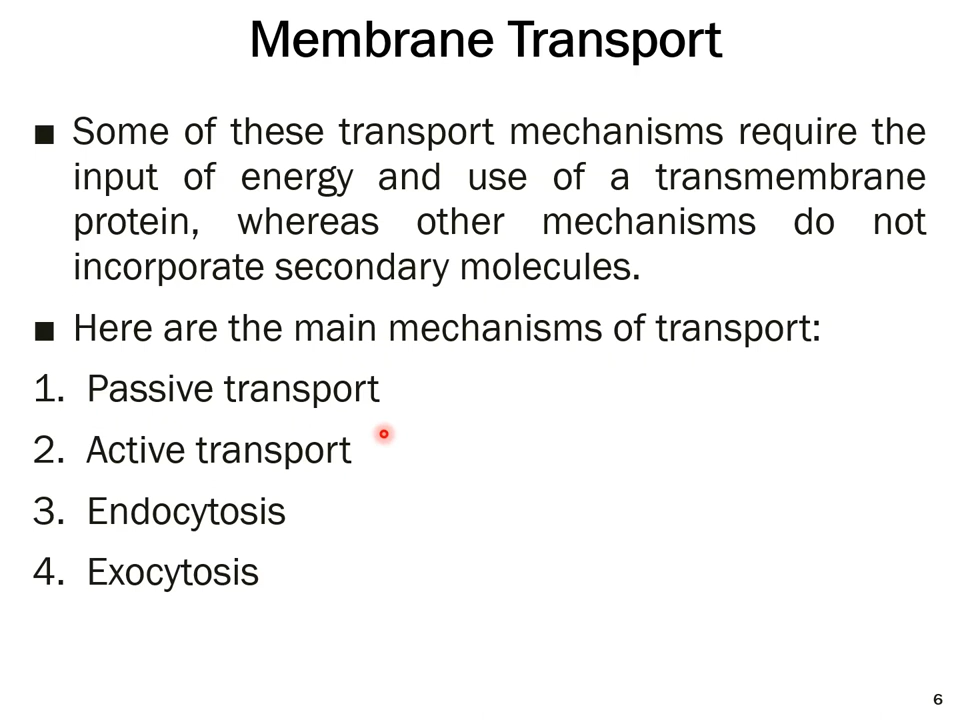 Membrane Transport
■ Some of these transport mechanisms require the
input of energy and use of a transmembrane
protein, whereas other mechanisms do not
incorporate secondary molecules.
■ Here are the main mechanisms of transport:
1. Passive transport
2. Active transport
3. Endocytosis
4. Exocytosis
6